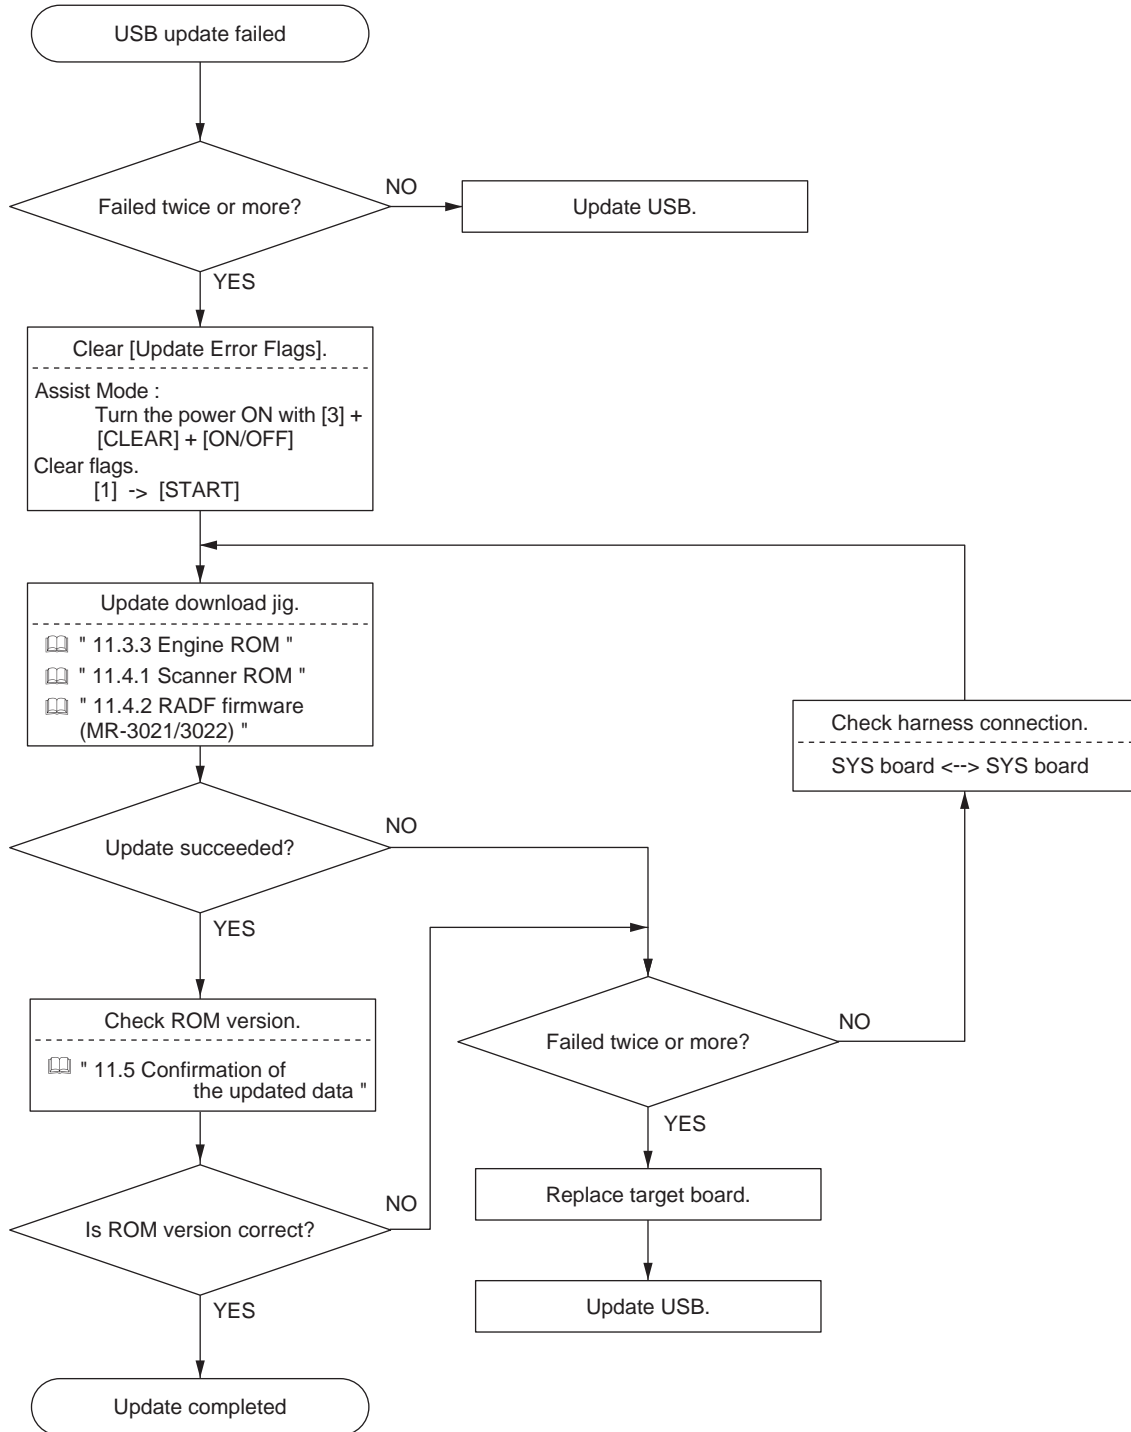 USB update failed
Failed twice or more?
NO
Update USB.
YES
Clear [Update Error Flags].
Assist Mode :
Turn the power ON with [3] +
[CLEAR] + [ON/OFF]
Clear flags.
[1] -> [START]
Update download jig.
" 11.3.3 Engine ROM "
" 11.4.1 Scanner ROM "
" 11.4.2 RADF firmware
(MR-3021/3022) "
Check harness connection.
SYS board <--> SYS board
Update succeeded?
NO
YES
Check ROM version.
" 11.5 Confirmation of
the updated data "
Failed twice or more?
NO
YES
Replace target board.
Is ROM version correct?
NO
YES
Update USB.
Update completed